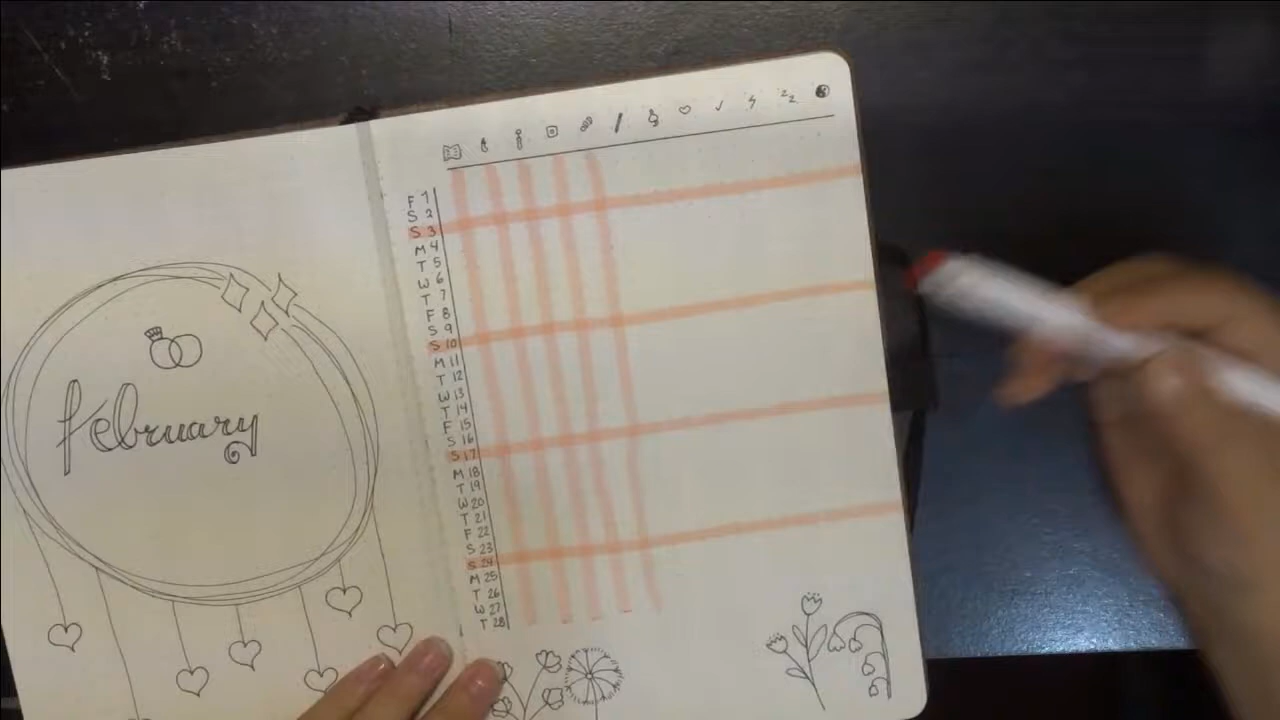 february
F 1
S 2
S 3
M 4
T 5
W 6
T 7
F 8
S 9
S 10
M 11
T 12
W 13
T 14
F 15
S 16
S 17
M 18
T 19
W 20
T 21
F 22
S 23
S 24
M 25
T 26
W 27
T 28